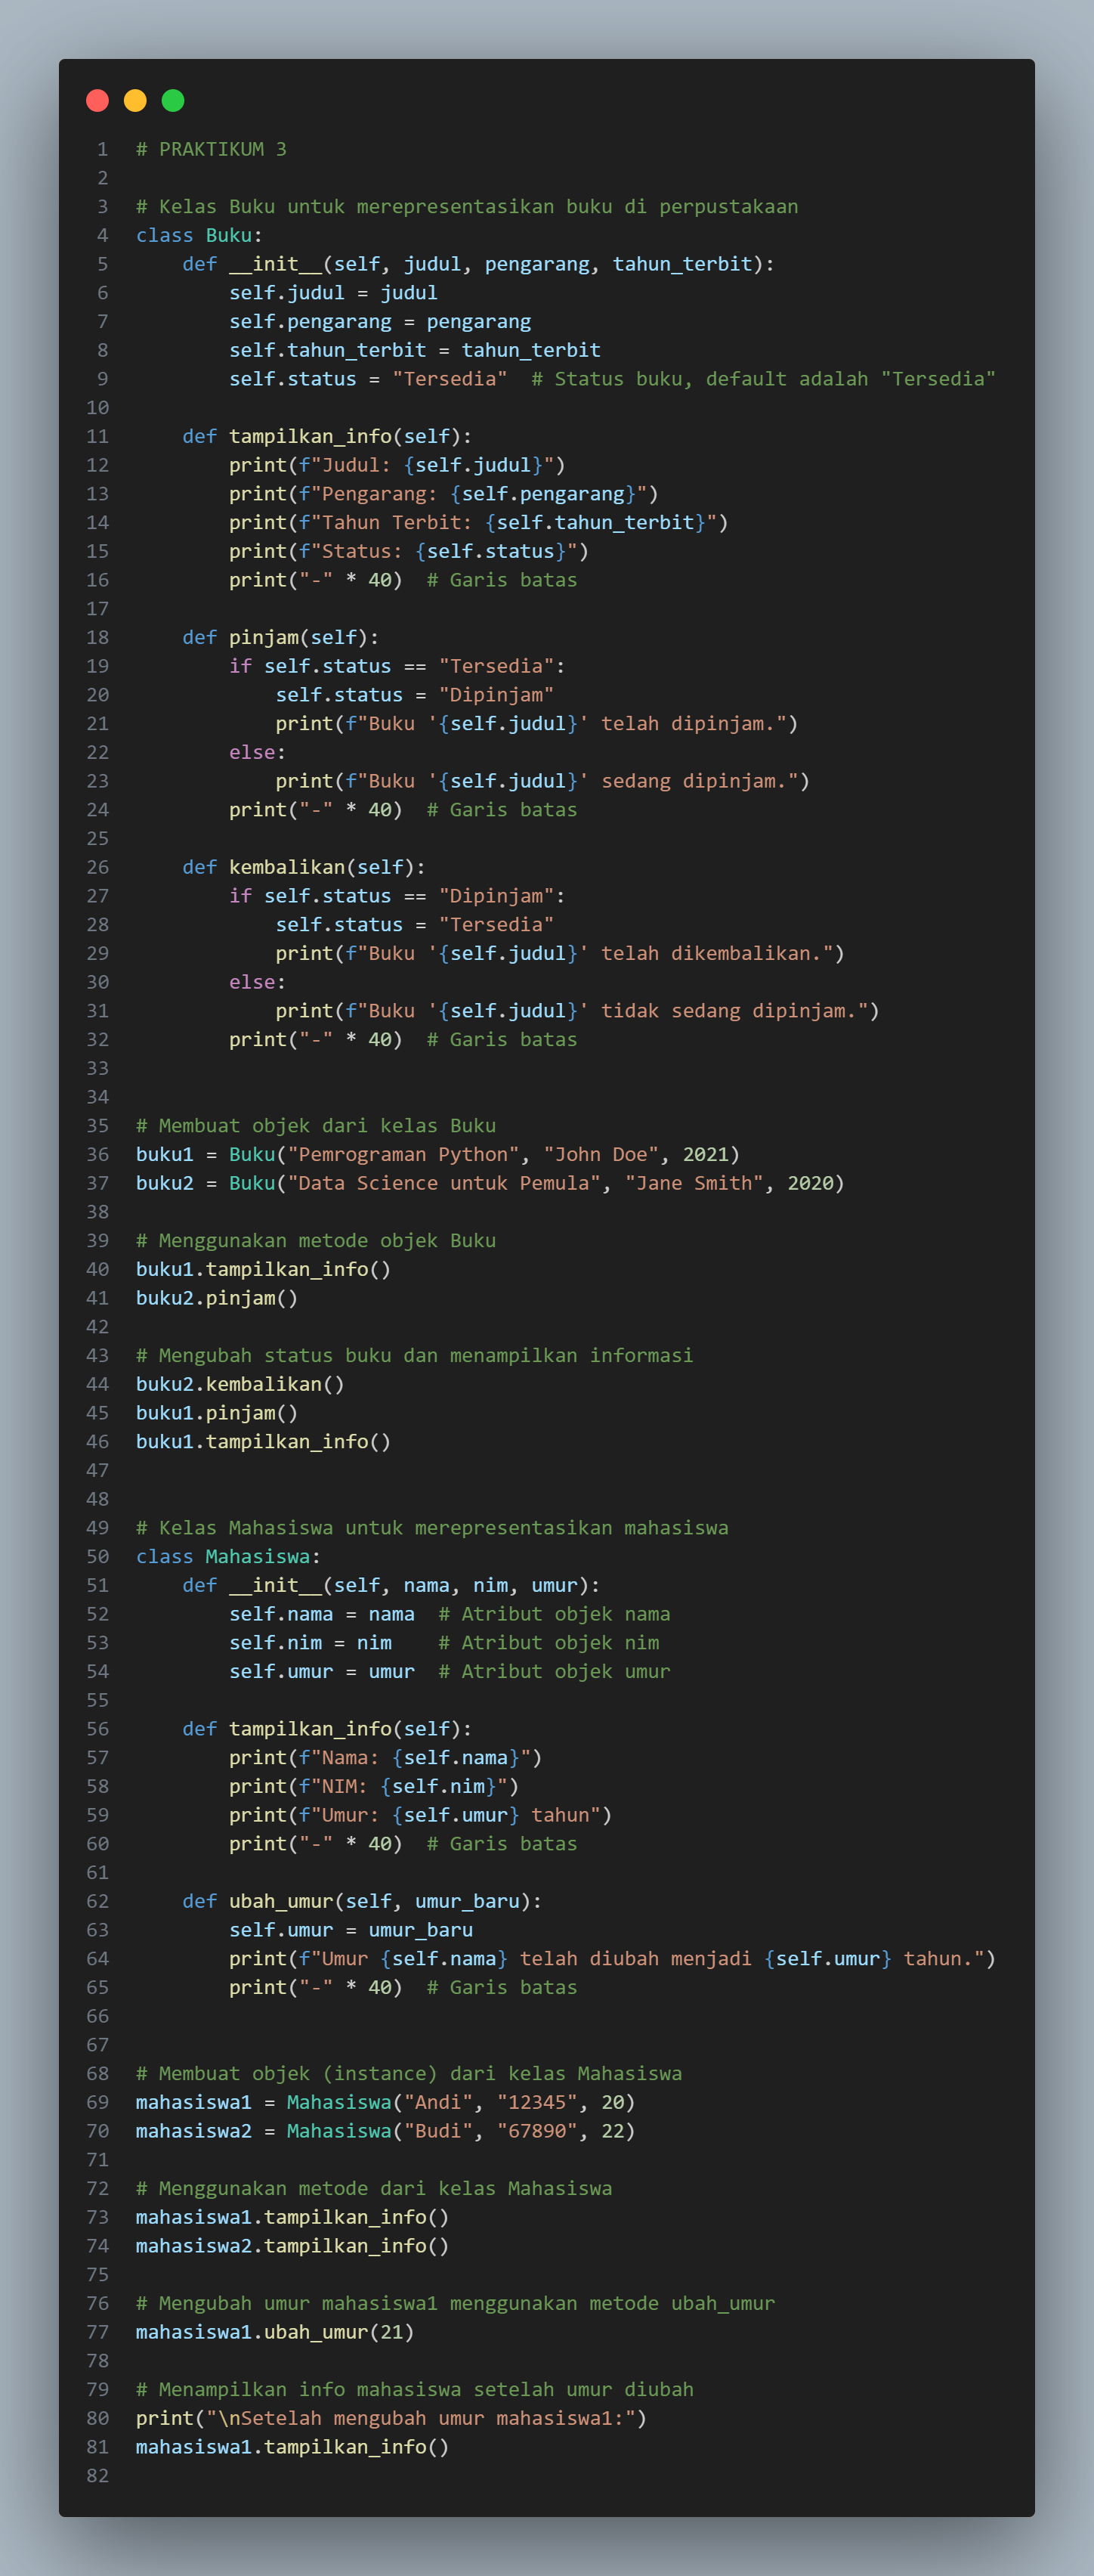 1 # PRAKTIKUM 3
2
3 # Kelas Buku untuk merepresentasikan buku di perpustakaan
4 class Buku:
5     def __init__(self, judul, pengarang, tahun_terbit):
6         self.judul = judul
7         self.pengarang = pengarang
8         self.tahun_terbit = tahun_terbit
9         self.status = "Tersedia"  # Status buku, default adalah "Tersedia"
10
11     def tampilkan_info(self):
12         print(f"Judul: {self.judul}")
13         print(f"Pengarang: {self.pengarang}")
14         print(f"Tahun Terbit: {self.tahun_terbit}")
15         print(f"Status: {self.status}")
16         print("-" * 40)  # Garis batas
17
18     def pinjam(self):
19         if self.status == "Tersedia":
20             self.status = "Dipinjam"
21             print(f"Buku '{self.judul}' telah dipinjam.")
22         else:
23             print(f"Buku '{self.judul}' sedang dipinjam.")
24         print("-" * 40)  # Garis batas
25
26     def kembalikan(self):
27         if self.status == "Dipinjam":
28             self.status = "Tersedia"
29             print(f"Buku '{self.judul}' telah dikembalikan.")
30         else:
31             print(f"Buku '{self.judul}' tidak sedang dipinjam.")
32         print("-" * 40)  # Garis batas
33
34
35 # Membuat objek dari kelas Buku
36 buku1 = Buku("Pemrograman Python", "John Doe", 2021)
37 buku2 = Buku("Data Science untuk Pemula", "Jane Smith", 2020)
38
39 # Menggunakan metode objek Buku
40 buku1.tampilkan_info()
41 buku2.pinjam()
42
43 # Mengubah status buku dan menampilkan informasi
44 buku2.kembalikan()
45 buku1.pinjam()
46 buku1.tampilkan_info()
47
48
49 # Kelas Mahasiswa untuk merepresentasikan mahasiswa
50 class Mahasiswa:
51     def __init__(self, nama, nim, umur):
52         self.nama = nama  # Atribut objek nama
53         self.nim = nim    # Atribut objek nim
54         self.umur = umur  # Atribut objek umur
55
56     def tampilkan_info(self):
57         print(f"Nama: {self.nama}")
58         print(f"NIM: {self.nim}")
59         print(f"Umur: {self.umur} tahun")
60         print("-" * 40)  # Garis batas
61
62     def ubah_umur(self, umur_baru):
63         self.umur = umur_baru
64         print(f"Umur {self.nama} telah diubah menjadi {self.umur} tahun.")
65         print("-" * 40)  # Garis batas
66
67
68 # Membuat objek (instance) dari kelas Mahasiswa
69 mahasiswa1 = Mahasiswa("Andi", "12345", 20)
70 mahasiswa2 = Mahasiswa("Budi", "67890", 22)
71
72 # Menggunakan metode dari kelas Mahasiswa
73 mahasiswa1.tampilkan_info()
74 mahasiswa2.tampilkan_info()
75
76 # Mengubah umur mahasiswa1 menggunakan metode ubah_umur
77 mahasiswa1.ubah_umur(21)
78
79 # Menampilkan info mahasiswa setelah umur diubah
80 print("\nSetelah mengubah umur mahasiswa1:")
81 mahasiswa1.tampilkan_info()
82